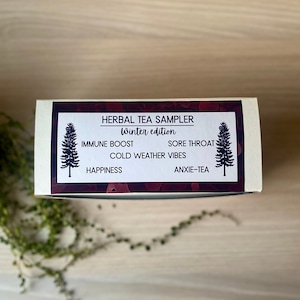 HERBAL TEA SAMPLER
Winter edition
IMMUNE BOOST SORE THROAT
COLD WEATHER VIBES
HAPPINESS ANXIE-TEA